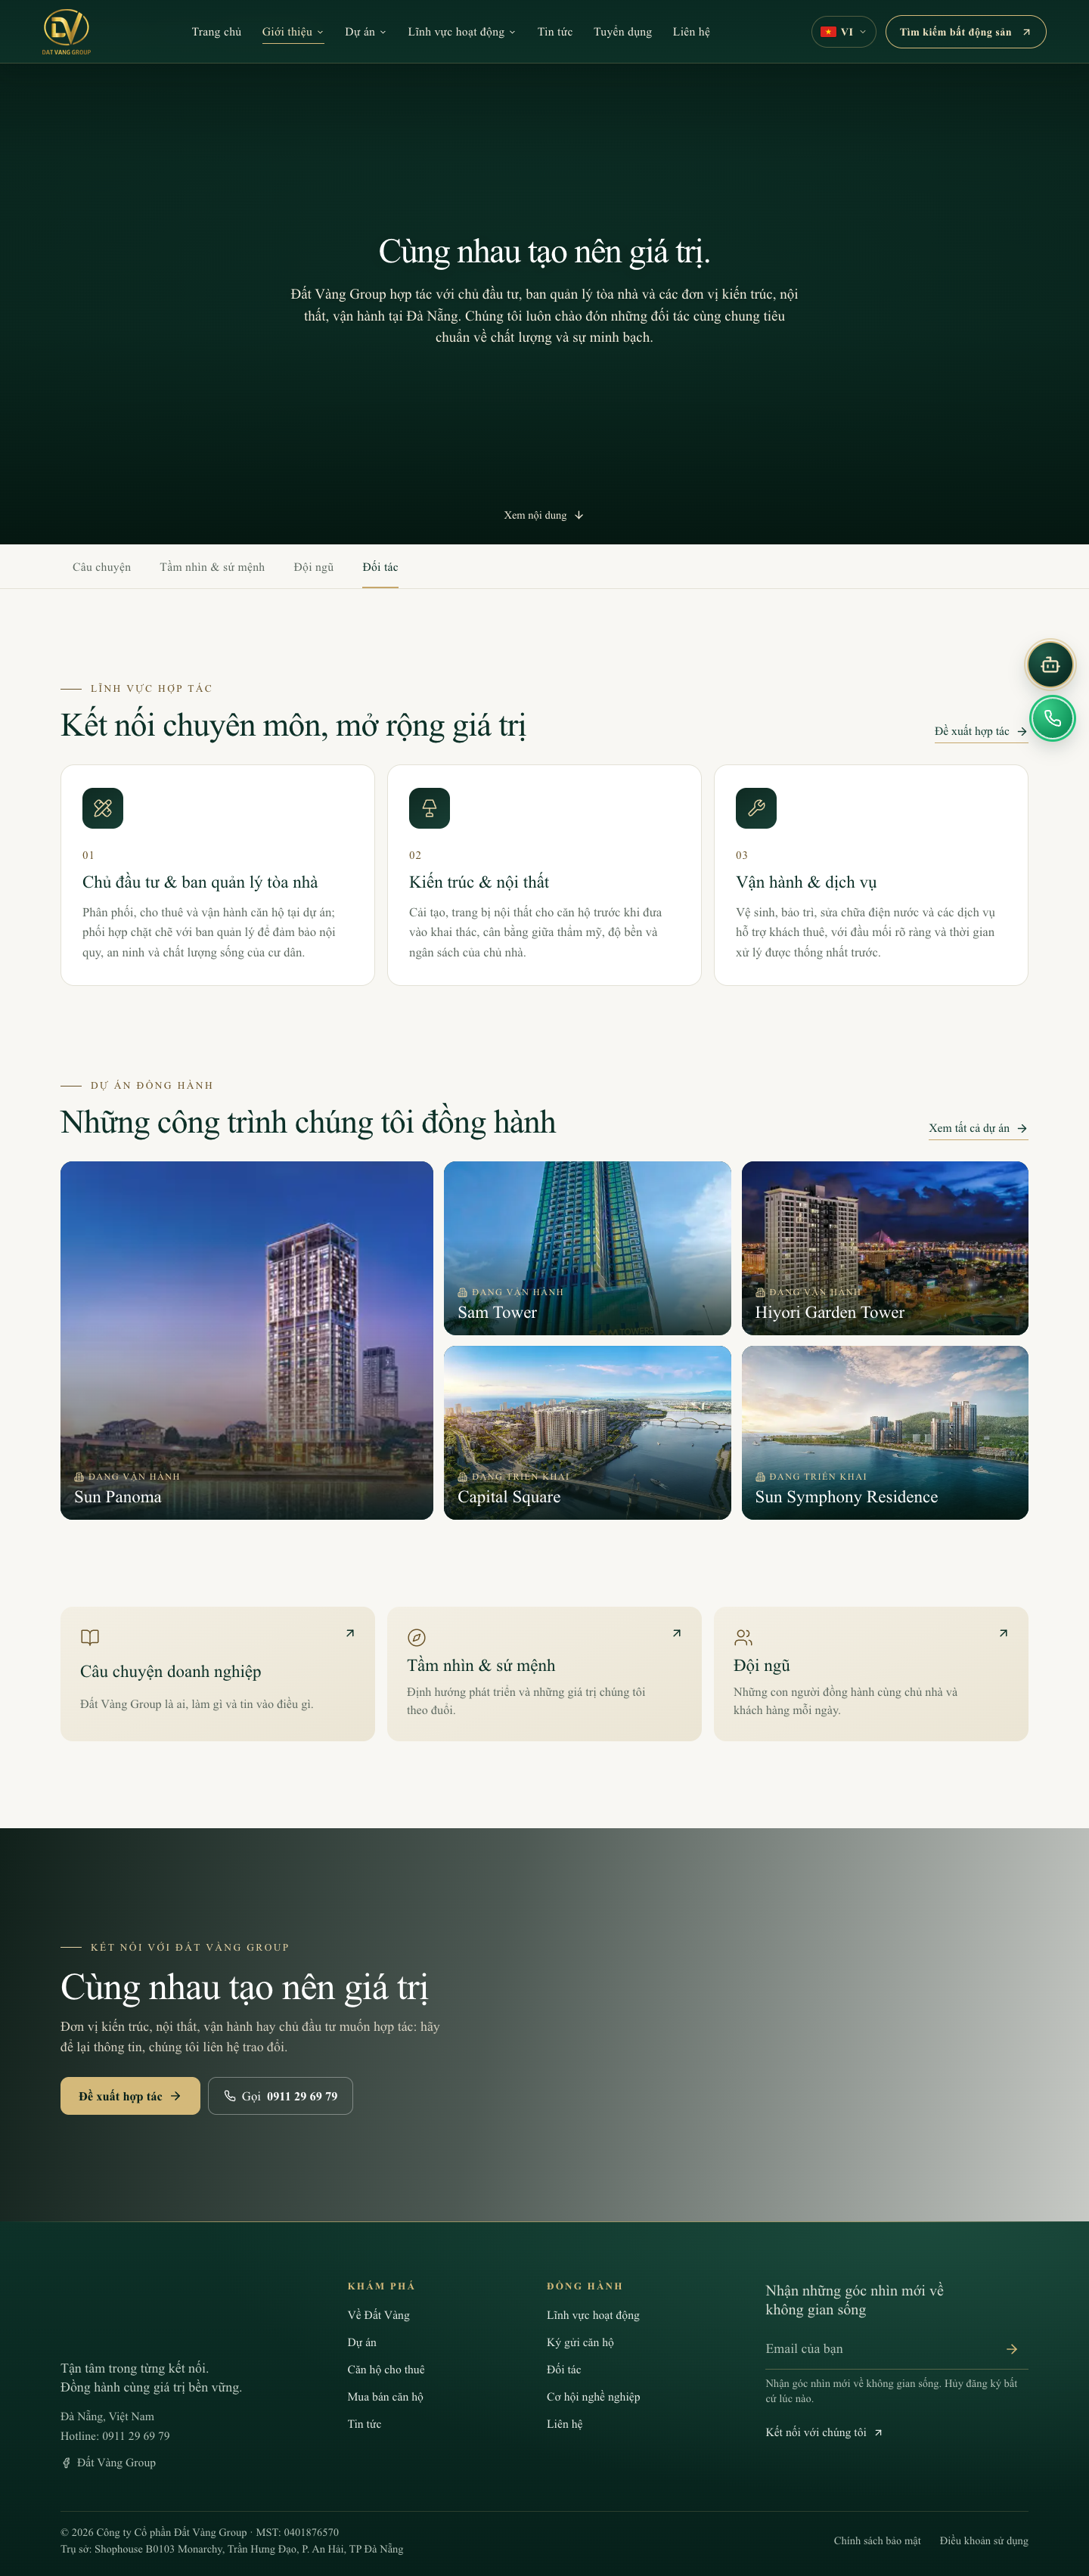 DV
DAT VANG GROUP
Trang chủ
Giới thiệu
Dự án
Lĩnh vực hoạt động
Tin tức
Tuyển dụng
Liên hệ
VI
Tìm kiếm bất động sản
Cùng nhau tạo nên giá trị.
Đất Vàng Group hợp tác với chủ đầu tư, ban quản lý tòa nhà và các đơn vị kiến trúc, nội
thất, vận hành tại Đà Nẵng. Chúng tôi luôn chào đón những đối tác cùng chung tiêu
chuẩn về chất lượng và sự minh bạch.
Xem nội dung
Câu chuyện
Tầm nhìn & sứ mệnh
Đội ngũ
Đối tác
LĨNH VỰC HỢP TÁC
Kết nối chuyên môn, mở rộng giá trị
Đề xuất hợp tác
01
Chủ đầu tư & ban quản lý tòa nhà
Phân phối, cho thuê và vận hành căn hộ tại dự án;
phối hợp chặt chẽ với ban quản lý để đảm bảo nội
quy, an ninh và chất lượng sống của cư dân.
02
Kiến trúc & nội thất
Cải tạo, trang bị nội thất cho căn hộ trước khi đưa
vào khai thác, cân bằng giữa thẩm mỹ, độ bền và
ngân sách của chủ nhà.
03
Vận hành & dịch vụ
Vệ sinh, bảo trì, sửa chữa điện nước và các dịch vụ
hỗ trợ khách thuê, với đầu mối rõ ràng và thời gian
xử lý được thống nhất trước.
DỰ ÁN ĐỒNG HÀNH
Những công trình chúng tôi đồng hành
Xem tất cả dự án
ĐANG VẬN HÀNH
Sun Panoma
ĐANG VẬN HÀNH
Sam Tower
ĐANG VẬN HÀNH
Hiyori Garden Tower
ĐANG TRIỂN KHAI
Capital Square
ĐANG TRIỂN KHAI
Sun Symphony Residence
Câu chuyện doanh nghiệp
Đất Vàng Group là ai, làm gì và tin vào điều gì.
Tầm nhìn & sứ mệnh
Định hướng phát triển và những giá trị chúng tôi
theo đuổi.
Đội ngũ
Những con người đồng hành cùng chủ nhà và
khách hàng mỗi ngày.
KẾT NỐI VỚI ĐẤT VÀNG GROUP
Cùng nhau tạo nên giá trị
Đơn vị kiến trúc, nội thất, vận hành hay chủ đầu tư muốn hợp tác: hãy
để lại thông tin, chúng tôi liên hệ trao đổi.
Đề xuất hợp tác
Gọi 0911 29 69 79
Tận tâm trong từng kết nối.
Đồng hành cùng giá trị bền vững.
Đà Nẵng, Việt Nam
Hotline: 0911 29 69 79
Đất Vàng Group
KHÁM PHÁ
Về Đất Vàng
Dự án
Căn hộ cho thuê
Mua bán căn hộ
Tin tức
ĐỒNG HÀNH
Lĩnh vực hoạt động
Ký gửi căn hộ
Đối tác
Cơ hội nghề nghiệp
Liên hệ
Nhận những góc nhìn mới về
không gian sống
Email của bạn
Nhận góc nhìn mới về không gian sống. Hủy đăng ký bất
cứ lúc nào.
Kết nối với chúng tôi
© 2026 Công ty Cổ phần Đất Vàng Group · MST: 0401876570
Trụ sở: Shophouse B0103 Monarchy, Trần Hưng Đạo, P. An Hải, TP Đà Nẵng
Chính sách bảo mật
Điều khoản sử dụng